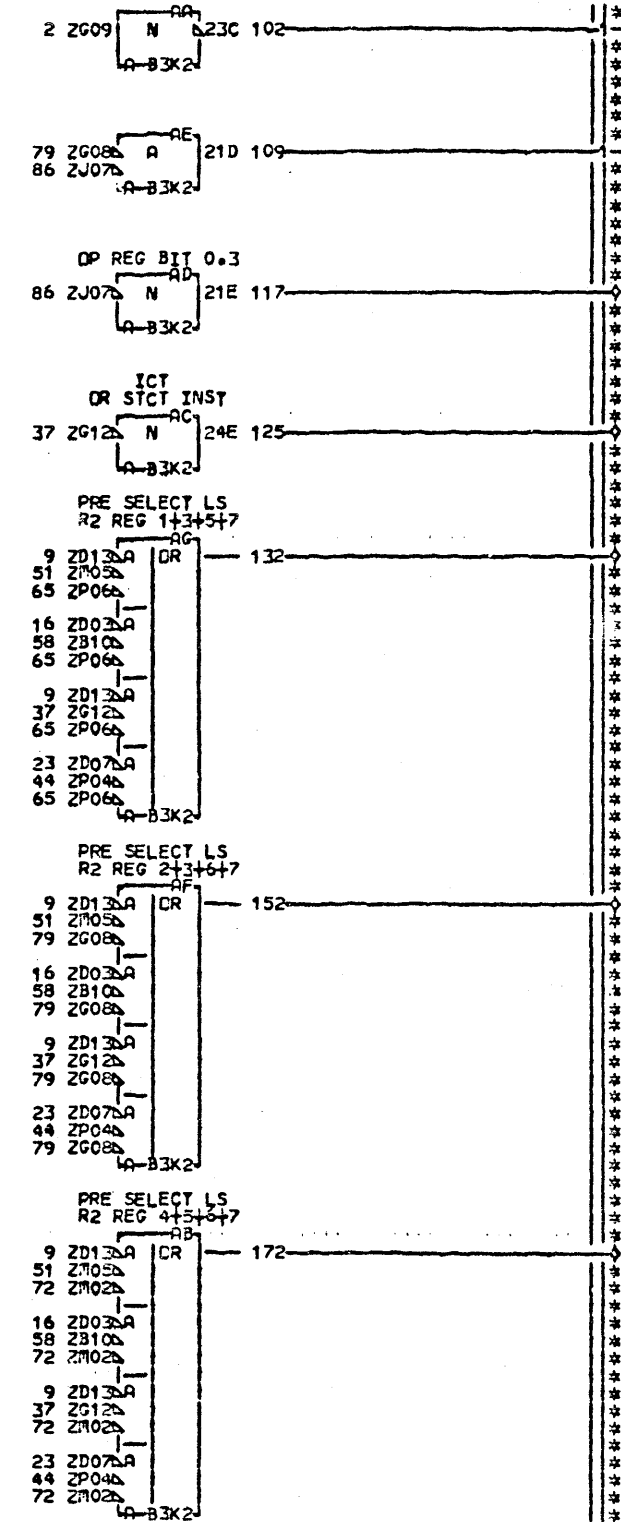 AA
2 ZG09 N 23C 102
A-B3K2
AE
79 ZG08 A 21D 109
86 ZJ07
A-B3K2
OP REG BIT 0.3
AD
86 ZJ07 N 21E 117
A-B3K2
ICT
OR STCT INST
AC
37 ZG12 N 24E 125
A-B3K2
PRE SELECT LS
R2 REG 1+3+5+7
AG
9 ZD13 A OR 132
51 ZM05
65 ZP06
16 ZD03 A
58 ZB10
65 ZP06
9 ZD13 A
37 ZG12
65 ZP06
23 ZD07 A
44 ZP04
65 ZP06
A-B3K2
PRE SELECT LS
R2 REG 2+3+6+7
AF
9 ZD13 A OR 152
51 ZM05
79 ZG08
16 ZD03 A
58 ZB10
79 ZG08
9 ZD13 A
37 ZG12
79 ZG08
23 ZD07 A
44 ZP04
79 ZG08
A-B3K2
PRE SELECT LS
R2 REG 4+5+6+7
AB
9 ZD13 A OR 172
51 ZM05
72 ZM02
16 ZD03 A
58 ZB10
72 ZM02
9 ZD13 A
37 ZG12
72 ZM02
23 ZD07 A
44 ZP04
72 ZM02
A-B3K2